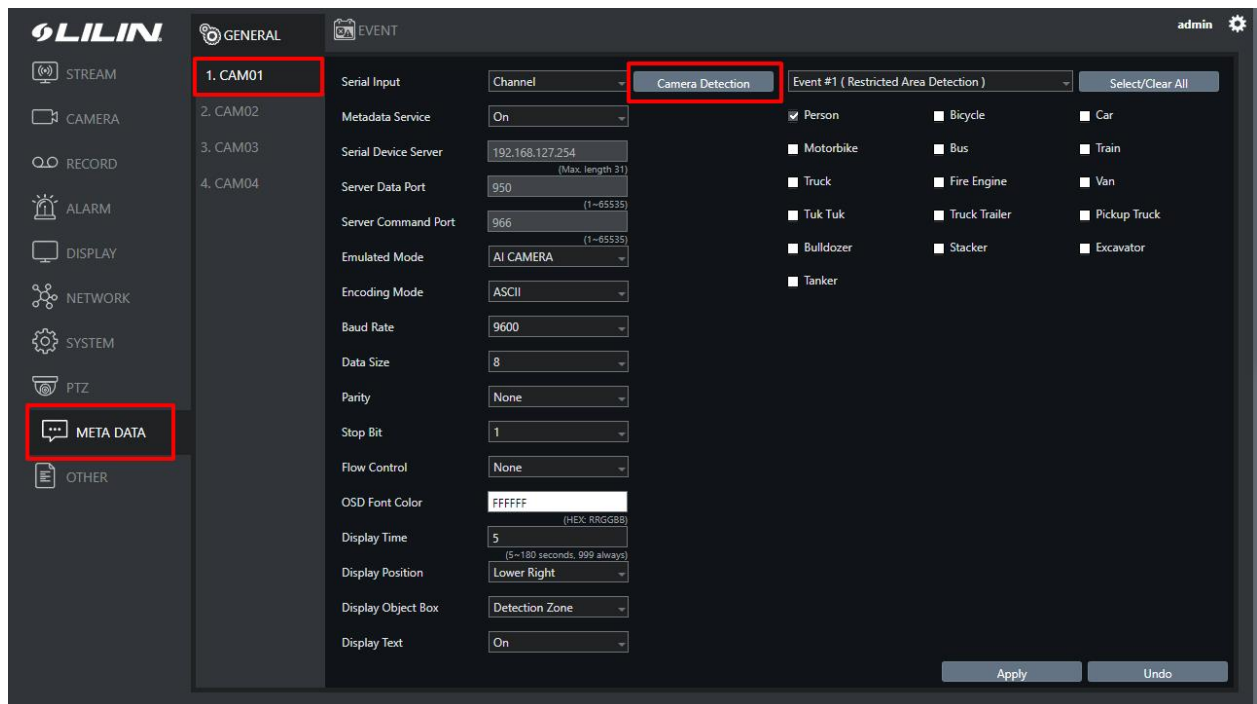 LILIN
GENERAL
EVENT
admin
STREAM
CAMERA
RECORD
ALARM
DISPLAY
NETWORK
SYSTEM
PTZ
META DATA
OTHER
1. CAM01
2. CAM02
3. CAM03
4. CAM04
Serial Input Channel Camera Detection Event #1 ( Restricted Area Detection ) Select/Clear All
Metadata Service On
Serial Device Server 192.168.127.254
(Max. length 31)
Server Data Port 950
(1~65535)
Server Command Port 966
(1~65535)
Emulated Mode AI CAMERA
Encoding Mode ASCII
Baud Rate 9600
Data Size 8
Parity None
Stop Bit 1
Flow Control None
OSD Font Color FFFFFF
(HEX: RRGGBB)
Display Time 5
(5~180 seconds, 999 always)
Display Position Lower Right
Display Object Box Detection Zone
Display Text On
Person Bicycle Car
Motorbike Bus Train
Truck Fire Engine Van
Tuk Tuk Truck Trailer Pickup Truck
Bulldozer Stacker Excavator
Tanker
Apply Undo